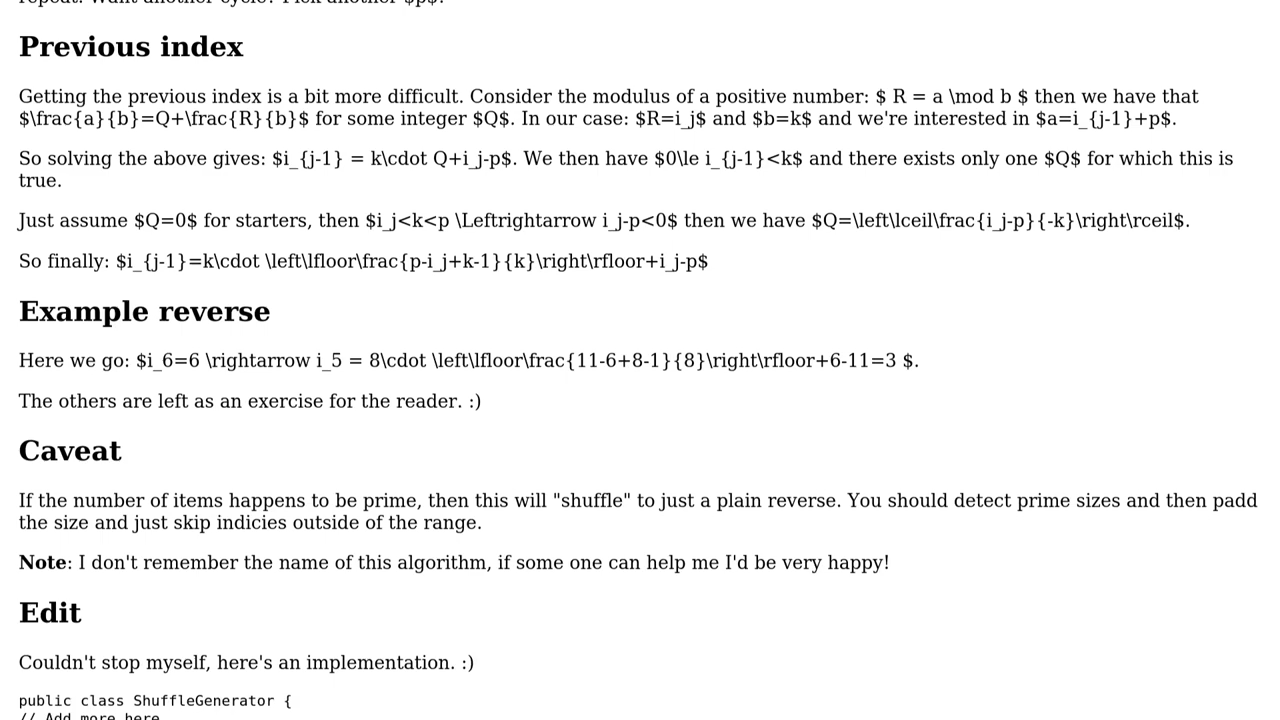 repeat. Want another cycle? Pick another $p$.
Previous index
Getting the previous index is a bit more difficult. Consider the modulus of a positive number: $ R = a \mod b $ then we have that
$\frac{a}{b}=Q+\frac{R}{b}$ for some integer $Q$. In our case: $R=i_j$ and $b=k$ and we're interested in $a=i_{j-1}+p$.
So solving the above gives: $i_{j-1} = k\cdot Q+i_j-p$. We then have $0\le i_{j-1}<k$ and there exists only one $Q$ for which this is
true.
Just assume $Q=0$ for starters, then $i_j<k<p \Leftrightarrow i_j-p<0$ then we have $Q=\left\lceil\frac{i_j-p}{-k}\right\rceil$.
So finally: $i_{j-1}=k\cdot \left\lfloor\frac{p-i_j+k-1}{k}\right\rfloor+i_j-p$
Example reverse
Here we go: $i_6=6 \rightarrow i_5 = 8\cdot \left\lfloor\frac{11-6+8-1}{8}\right\rfloor+6-11=3 $.
The others are left as an exercise for the reader. :)
Caveat
If the number of items happens to be prime, then this will "shuffle" to just a plain reverse. You should detect prime sizes and then padd
the size and just skip indicies outside of the range.
Note: I don't remember the name of this algorithm, if some one can help me I'd be very happy!
Edit
Couldn't stop myself, here's an implementation. :)
public class ShuffleGenerator {
// Add more here